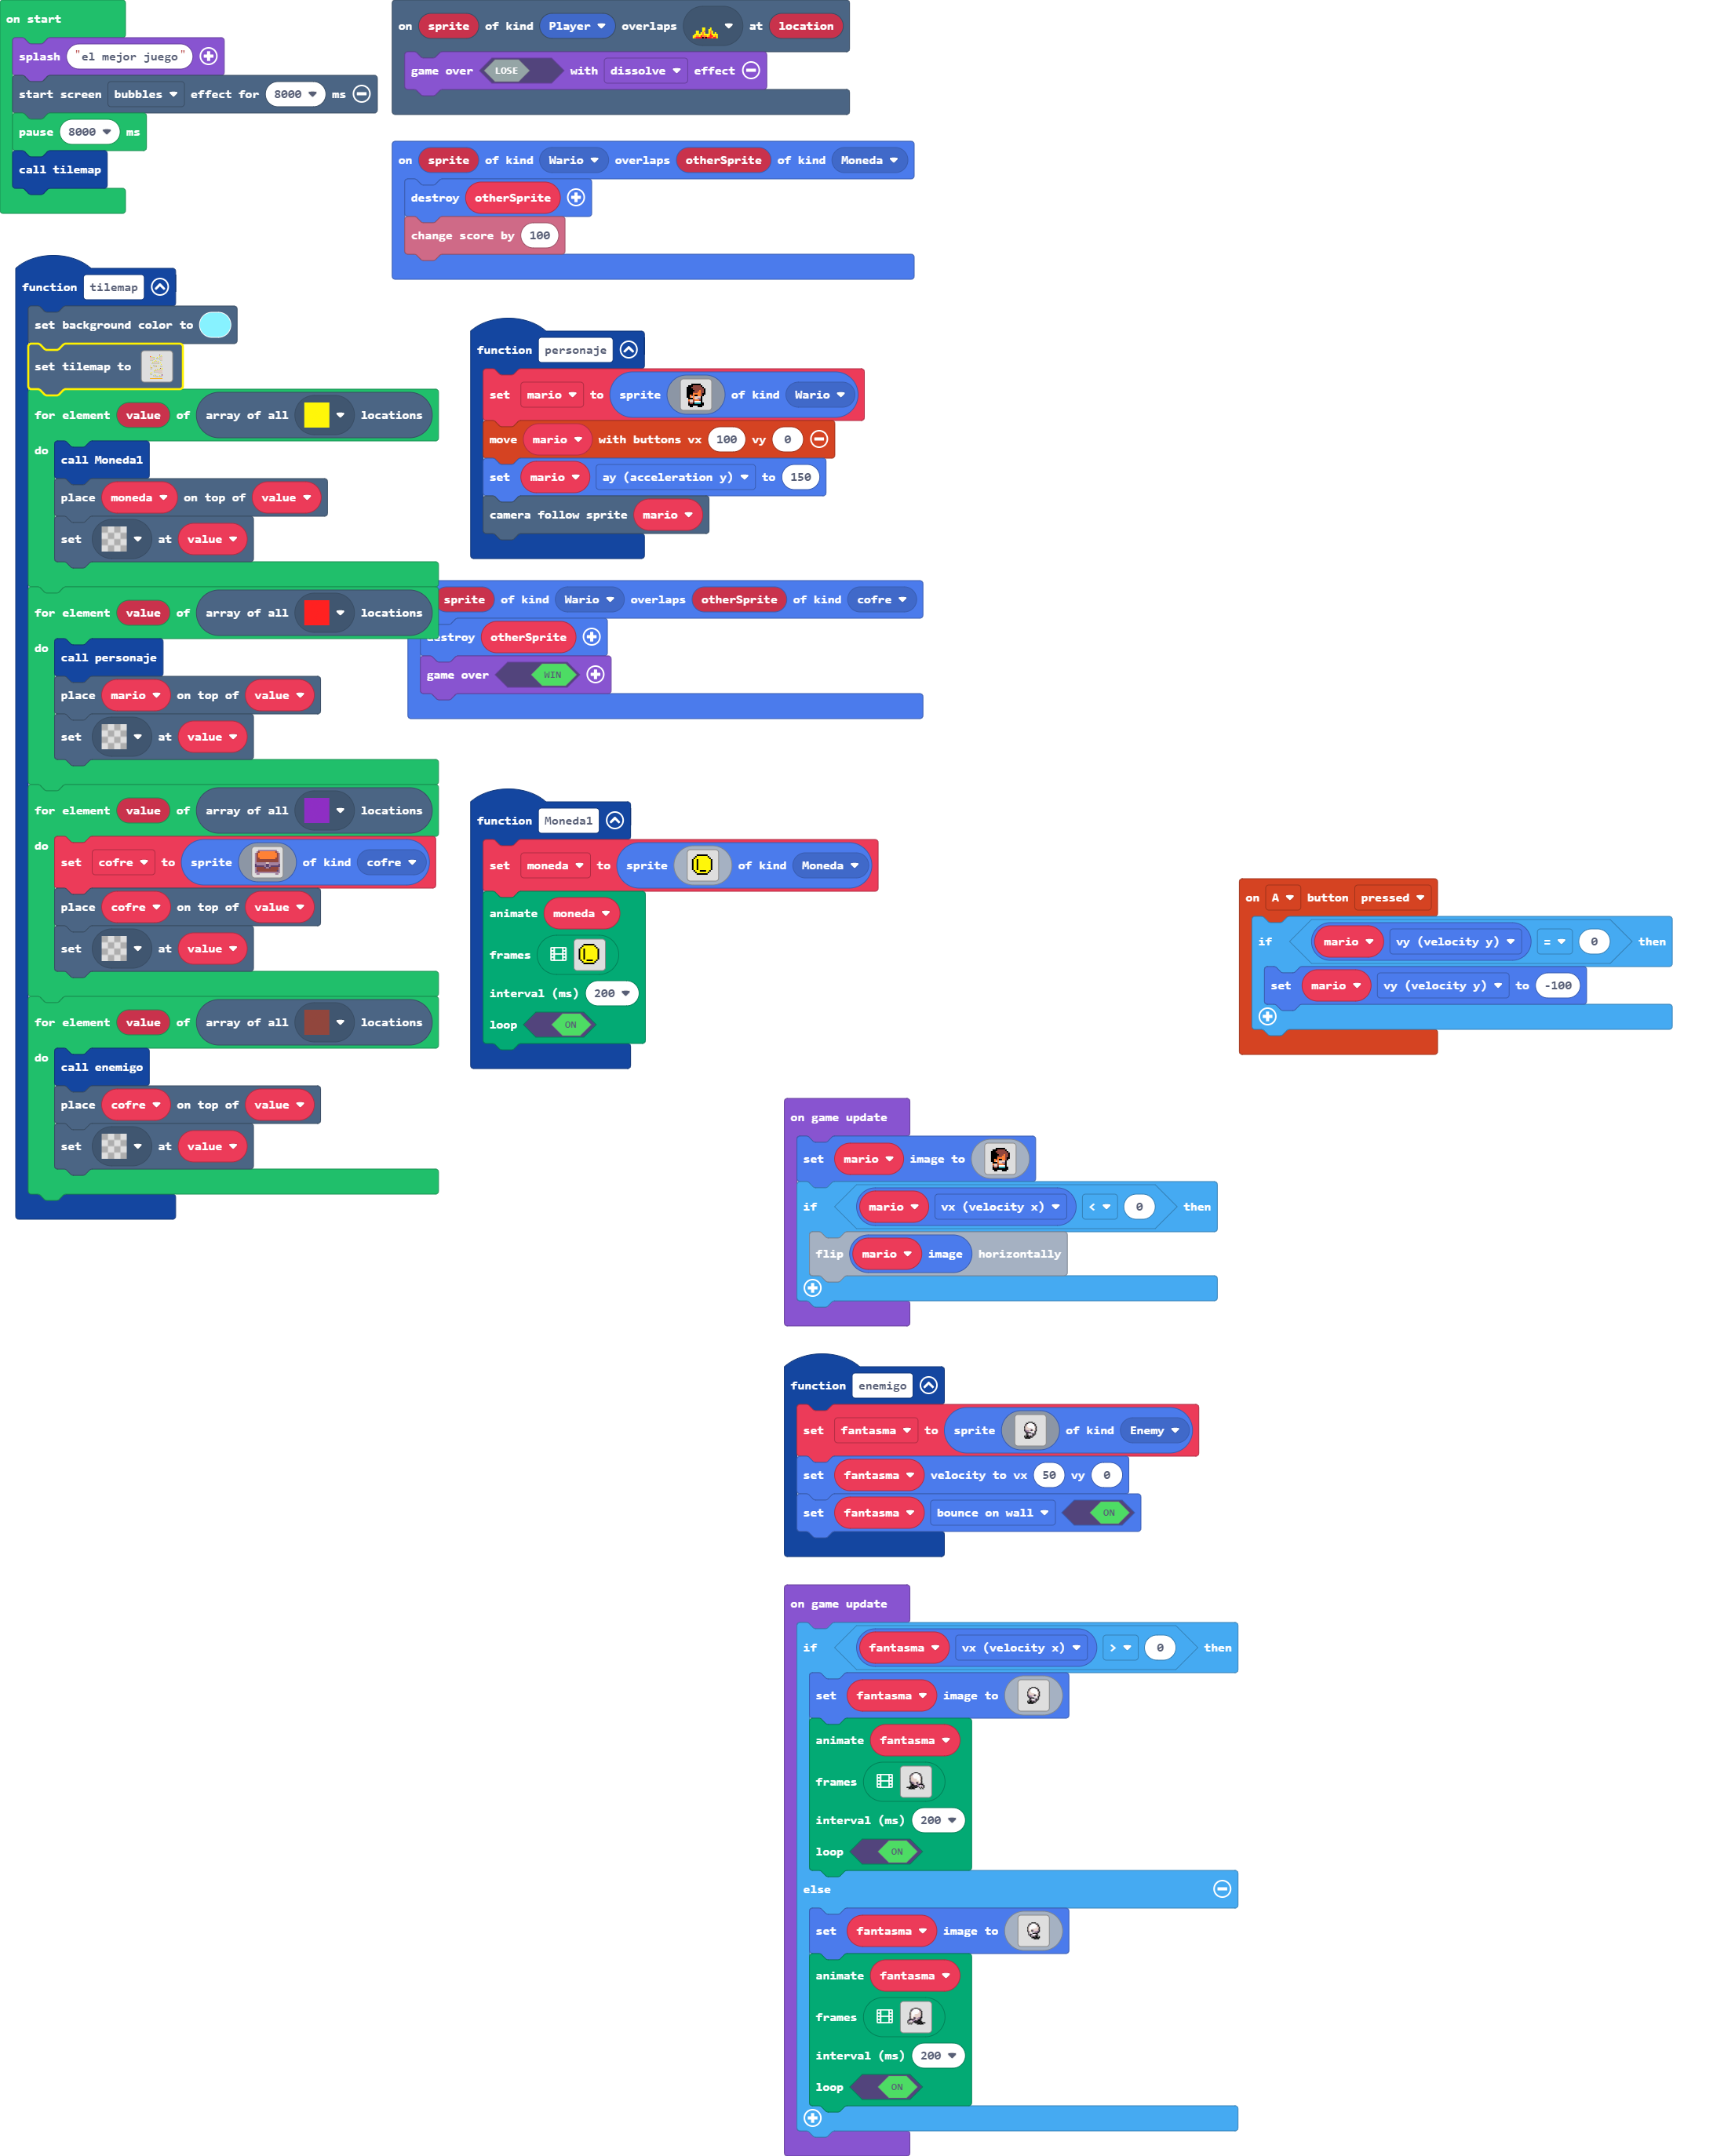 on start
splash "el mejor juego"
start screen bubbles effect for 8000 ms
pause 8000 ms
call tilemap
on sprite of kind Player overlaps at location
game over LOSE with dissolve effect
on sprite of kind Wario overlaps otherSprite of kind Moneda
destroy otherSprite
change score by 100
function tilemap
set background color to
set tilemap to
for element value of array of all locations
do
call Moneda1
place moneda on top of value
set at value
for element value of array of all locations
do
call personaje
place mario on top of value
set at value
for element value of array of all locations
do
set cofre to sprite of kind cofre
place cofre on top of value
set at value
for element value of array of all locations
do
call enemigo
place cofre on top of value
set at value
function personaje
set mario to sprite of kind Wario
move mario with buttons vx 100 vy 0
set mario ay (acceleration y) to 150
camera follow sprite mario
sprite of kind Wario overlaps otherSprite of kind cofre
destroy otherSprite
game over WIN
function Moneda1
set moneda to sprite of kind Moneda
animate moneda
frames
interval (ms) 200
loop ON
on A button pressed
if mario vy (velocity y) = 0 then
set mario vy (velocity y) to -100
on game update
set mario image to
if mario vx (velocity x) < 0 then
flip mario image horizontally
function enemigo
set fantasma to sprite of kind Enemy
set fantasma velocity to vx 50 vy 0
set fantasma bounce on wall ON
on game update
if fantasma vx (velocity x) > 0 then
set fantasma image to
animate fantasma
frames
interval (ms) 200
loop ON
else
set fantasma image to
animate fantasma
frames
interval (ms) 200
loop ON